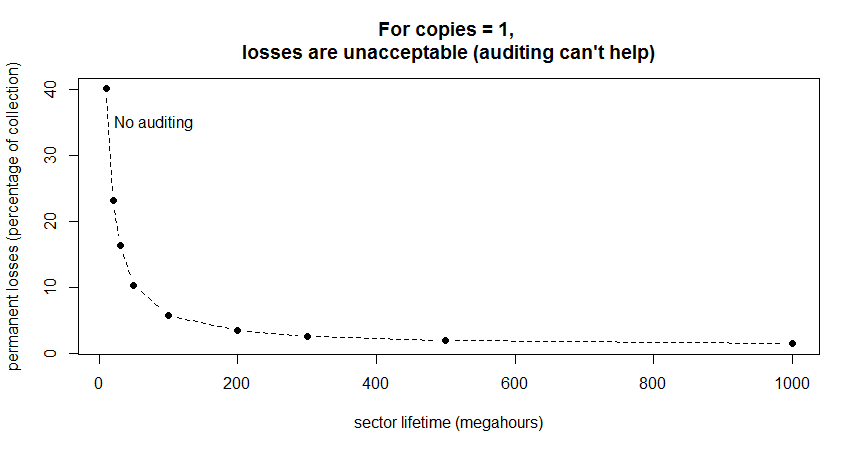 For copies = 1,
losses are unacceptable (auditing can't help)
permanent losses (percentage of collection)
40
30
20
10
0
No auditing
0 200 400 600 800 1000
sector lifetime (megahours)